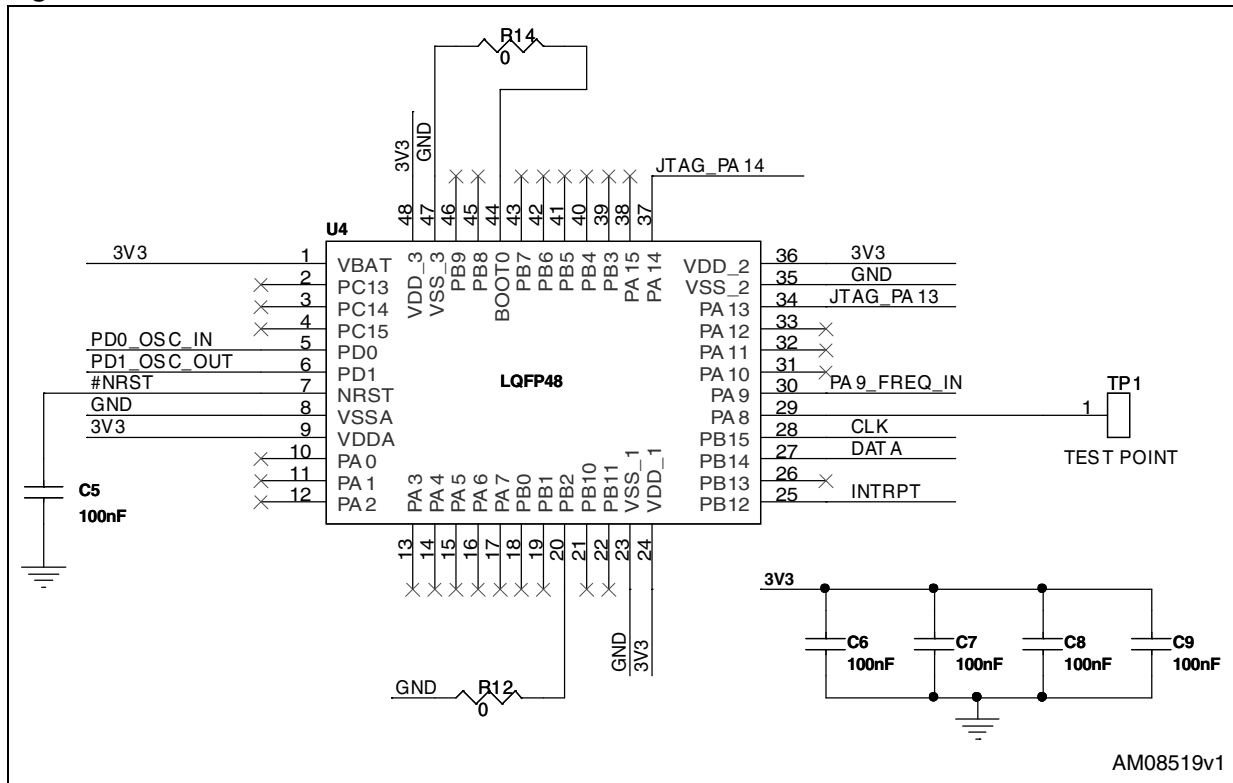 R14
0
3V3
GND
JTAG_PA14
48
47
46
45
44
43
42
41
40
39
38
37
U4
VDD_3
VSS_3
PB9
PB8
BOOT0
PB7
PB6
PB5
PB4
PB3
PA15
PA14
3V3 1 VBAT
2 PC13
3 PC14
4 PC15
PD0_OSC_IN 5 PD0
PD1_OSC_OUT 6 PD1
#NRST 7 NRST
GND 8 VSSA
3V3 9 VDDA
10 PA0
11 PA1
12 PA2
LQFP48
VDD_2 36 3V3
VSS_2 35 GND
PA13 34 JTAG_PA13
PA12 33
PA11 32
PA10 31
PA9 30 PA9_FREQ_IN
PA8 29
PB15 28 CLK
PB14 27 DATA
PB13 26
PB12 25 INTRPT
1
TP1
TEST POINT
C5
100nF
PA3
PA4
PA5
PA6
PA7
PB0
PB1
PB2
PB10
PB11
VSS_1
VDD_1
13
14
15
16
17
18
19
20
21
22
23
24
GND
3V3
GND
R12
0
3V3
C6
100nF
C7
100nF
C8
100nF
C9
100nF
AM08519v1